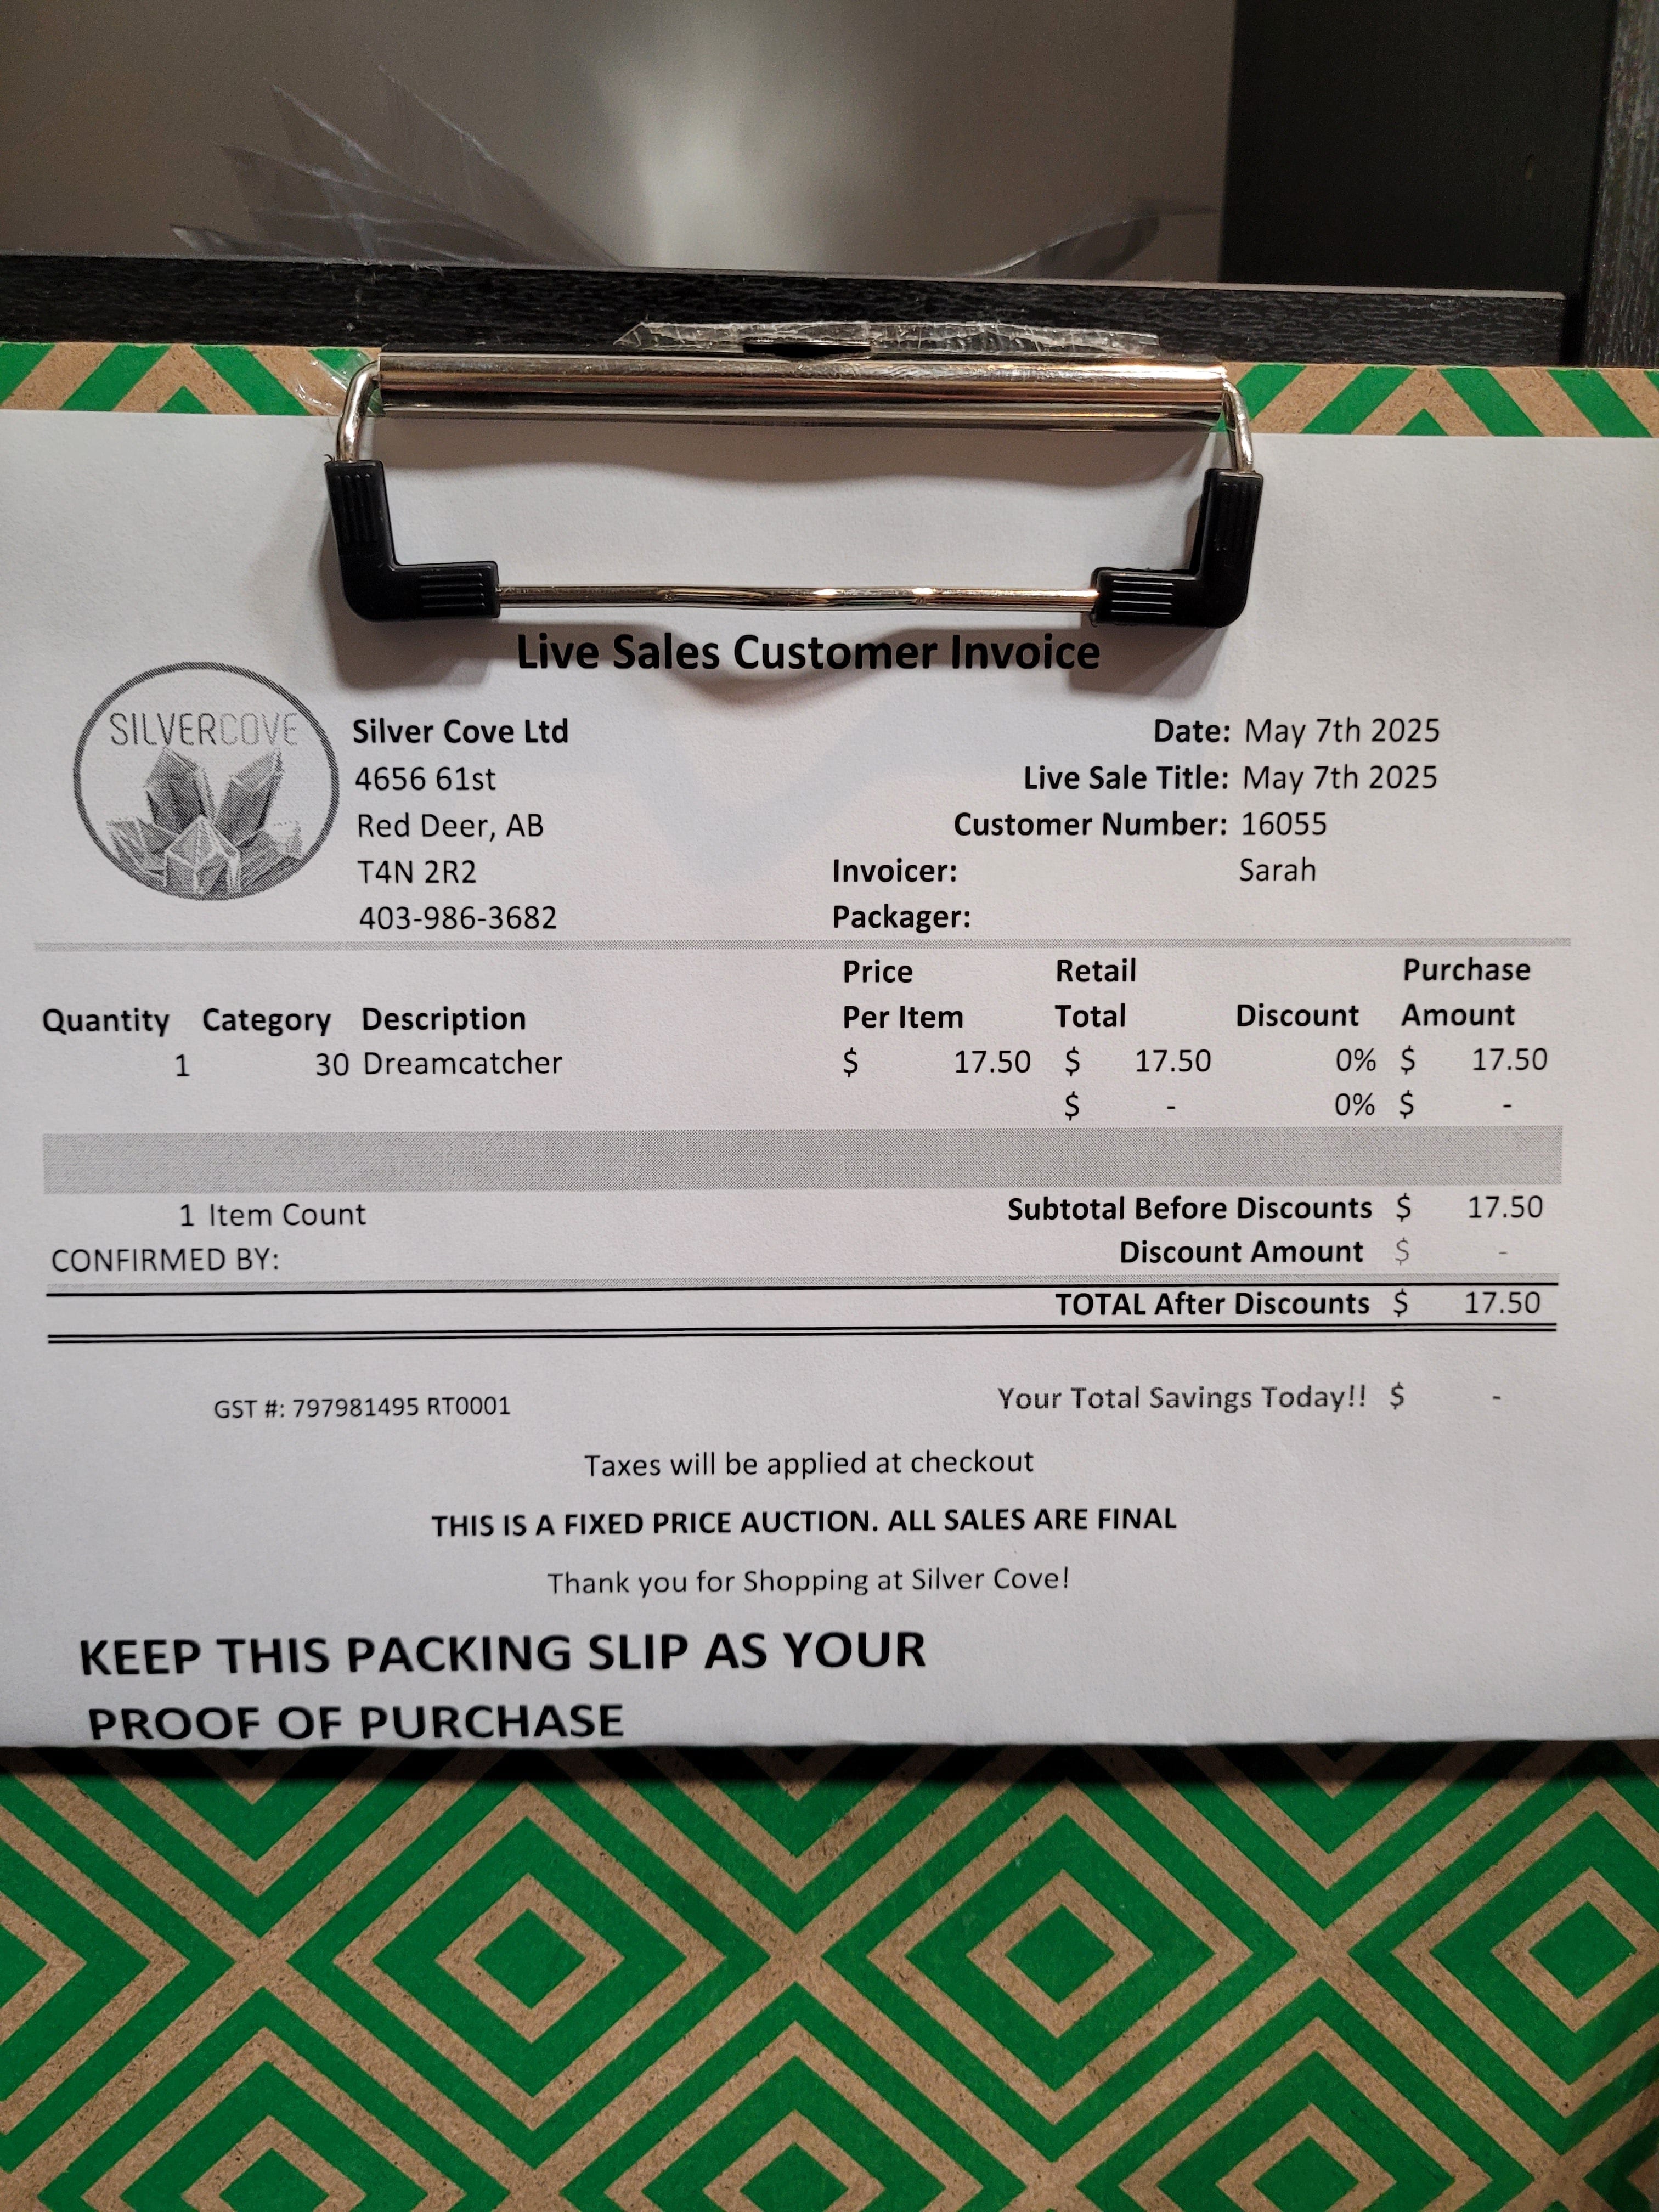 Live Sales Customer Invoice
SILVERCOVE
Silver Cove Ltd
4656 61st
Red Deer, AB
T4N 2R2
403-986-3682
Date: May 7th 2025
Live Sale Title: May 7th 2025
Customer Number: 16055
Invoicer: Sarah
Packager:
Price Retail Purchase
Quantity Category Description Per Item Total Discount Amount
1 30 Dreamcatcher $ 17.50 $ 17.50 0% $ 17.50
$ - 0% $ -
1 Item Count Subtotal Before Discounts $ 17.50
CONFIRMED BY: Discount Amount $ -
TOTAL After Discounts $ 17.50
GST #: 797981495 RT0001 Your Total Savings Today!! $ -
Taxes will be applied at checkout
THIS IS A FIXED PRICE AUCTION. ALL SALES ARE FINAL
Thank you for Shopping at Silver Cove!
KEEP THIS PACKING SLIP AS YOUR
PROOF OF PURCHASE